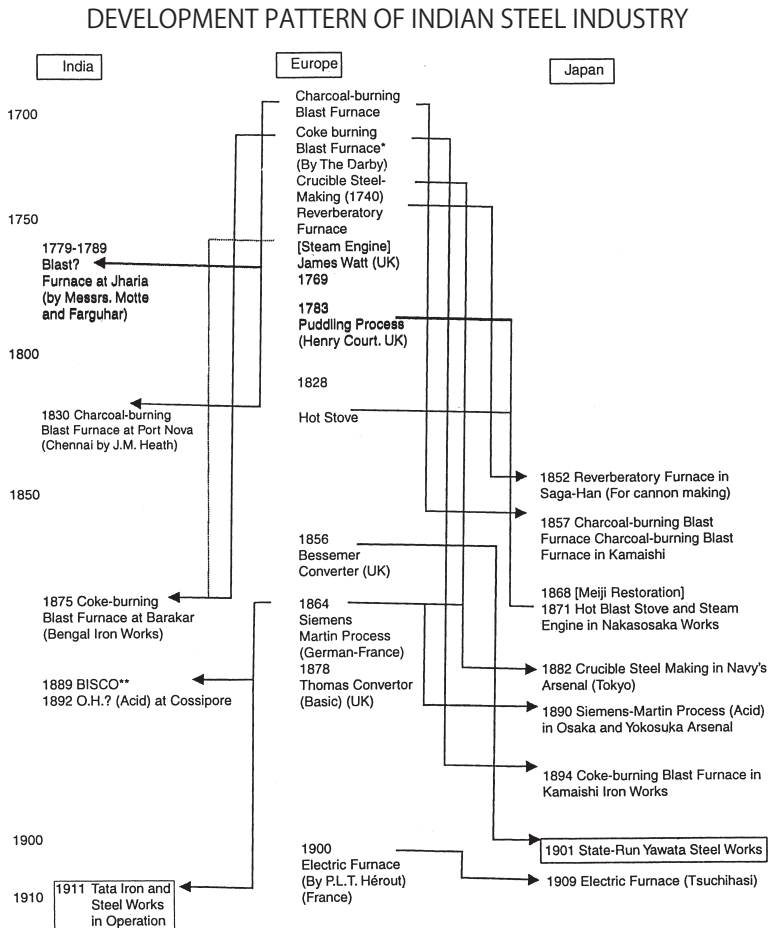 DEVELOPMENT PATTERN OF INDIAN STEEL INDUSTRY
India
Europe
Japan
1700
1750
1800
1850
1900
1910
1779-1789
Blast?
Furnace at Jharia
(by Messrs. Motte
and Farguhar)
1830 Charcoal-burning
Blast Furnace at Port Nova
(Chennai by J.M. Heath)
1875 Coke-burning
Blast Furnace at Barakar
(Bengal Iron Works)
1889 BISCO**
1892 O.H.? (Acid) at Cossipore
1911 Tata Iron and
Steel Works
in Operation
Charcoal-burning
Blast Furnace
Coke burning
Blast Furnace*
(By The Darby)
Crucible Steel-
Making (1740)
Reverberatory
Furnace
[Steam Engine]
James Watt (UK)
1769
1783
Puddling Process
(Henry Court. UK)
1828
Hot Stove
1856
Bessemer
Converter (UK)
1864
Siemens
Martin Process
(German-France)
1878
Thomas Convertor
(Basic) (UK)
1900
Electric Furnace
(By P.L.T. Hérout)
(France)
1852 Reverberatory Furnace in
Saga-Han (For cannon making)
1857 Charcoal-burning Blast
Furnace Charcoal-burning Blast
Furnace in Kamaishi
1868 [Meiji Restoration]
1871 Hot Blast Stove and Steam
Engine in Nakasosaka Works
1882 Crucible Steel Making in Navy's
Arsenal (Tokyo)
1890 Siemens-Martin Process (Acid)
in Osaka and Yokosuka Arsenal
1894 Coke-burning Blast Furnace in
Kamaishi Iron Works
1901 State-Run Yawata Steel Works
1909 Electric Furnace (Tsuchihasi)